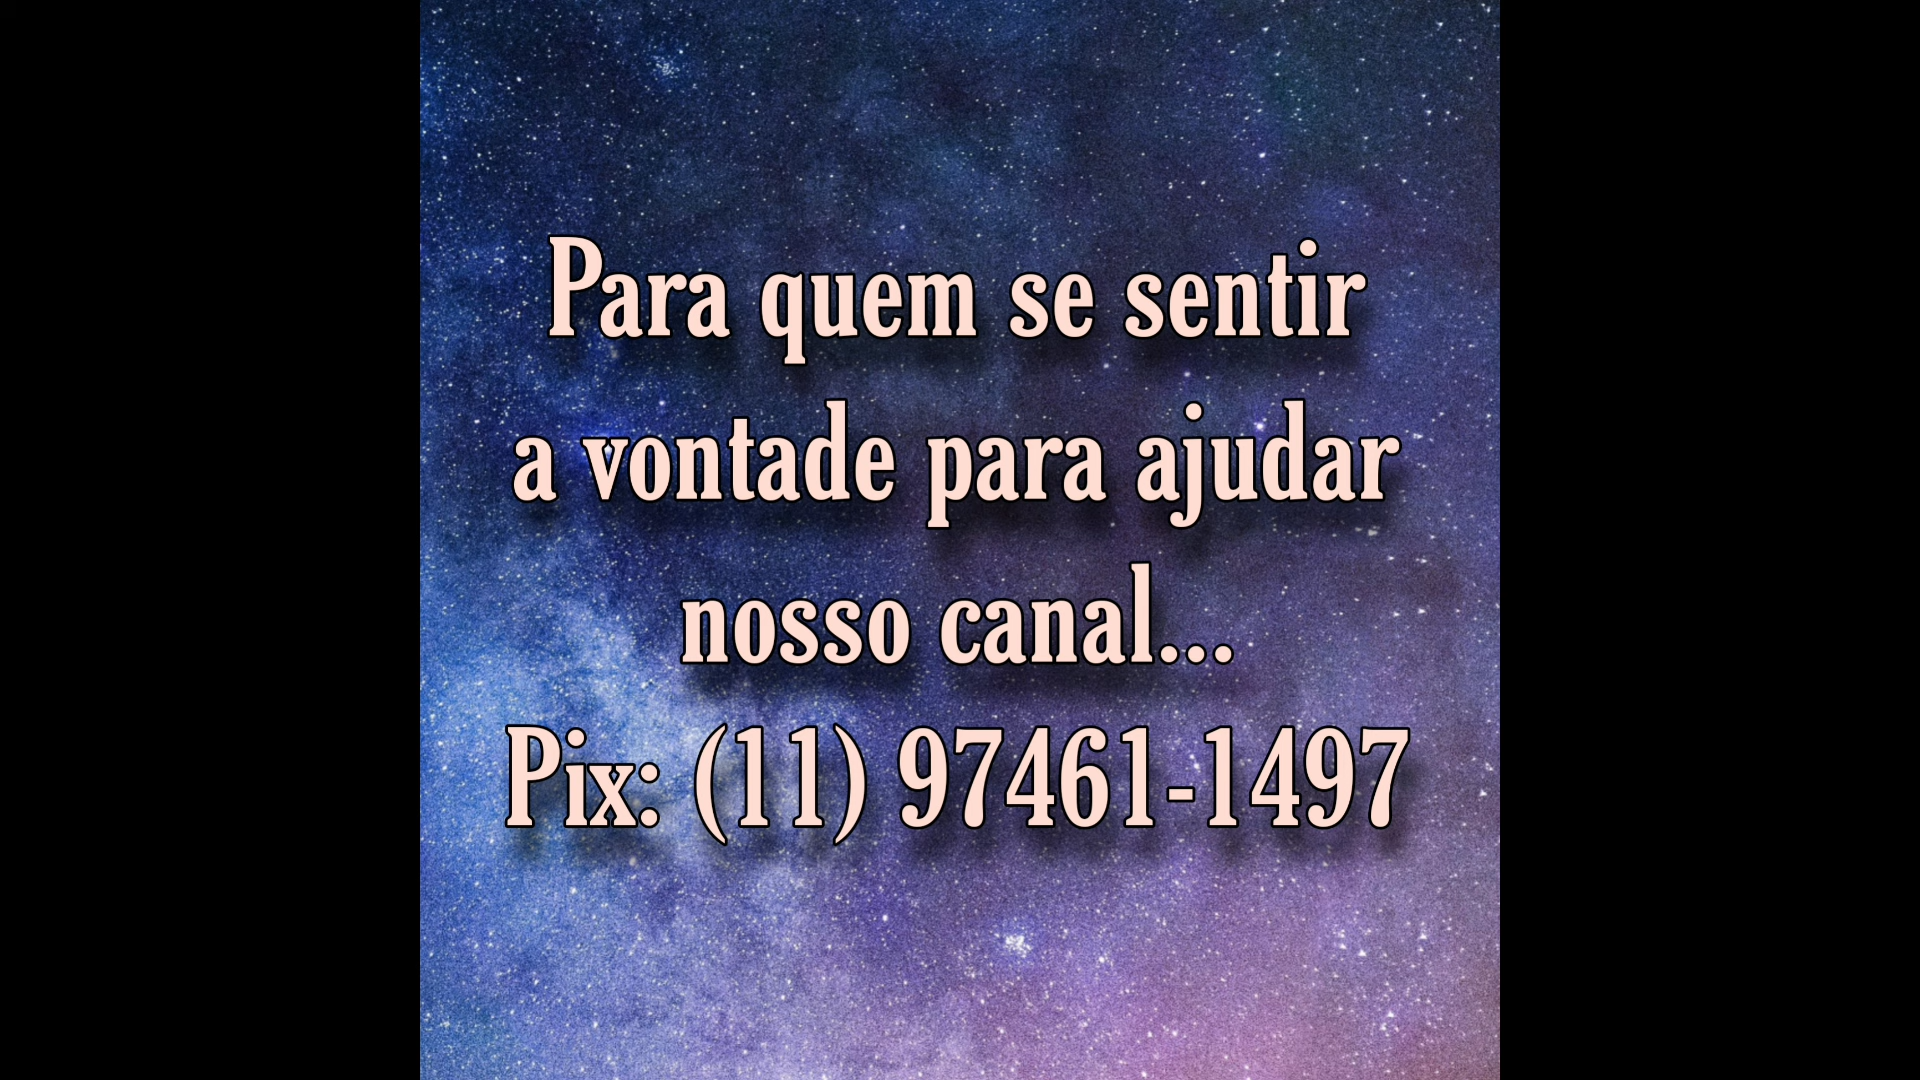 Para quem se sentir
a vontade para ajudar
nosso canal...
Pix: (11) 97461-1497